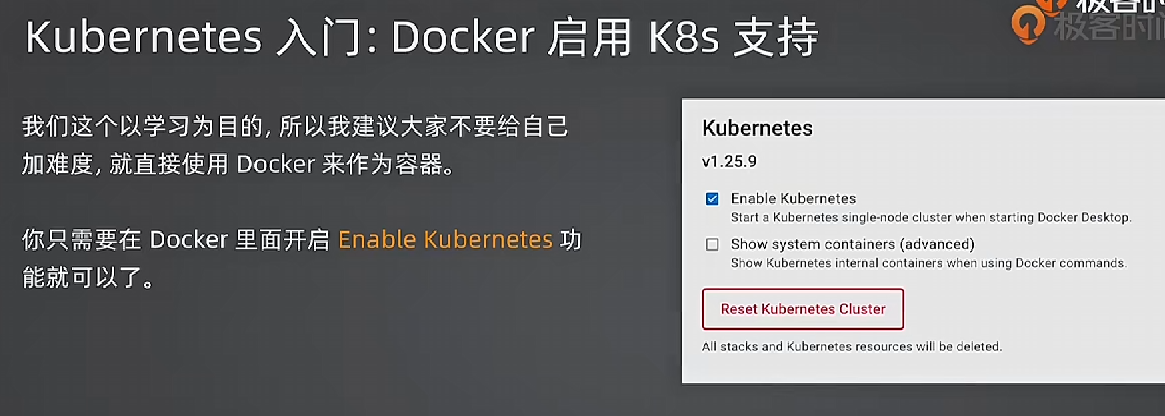 Kubernetes 入门: Docker 启用 K8s 支持
极客时间
我们这个以学习为目的, 所以我建议大家不要给自己
加难度, 就直接使用 Docker 来作为容器。
你只需要在 Docker 里面开启 Enable Kubernetes 功
能就可以了。
Kubernetes
v1.25.9
Enable Kubernetes
Start a Kubernetes single-node cluster when starting Docker Desktop.
Show system containers (advanced)
Show Kubernetes internal containers when using Docker commands.
Reset Kubernetes Cluster
All stacks and Kubernetes resources will be deleted.